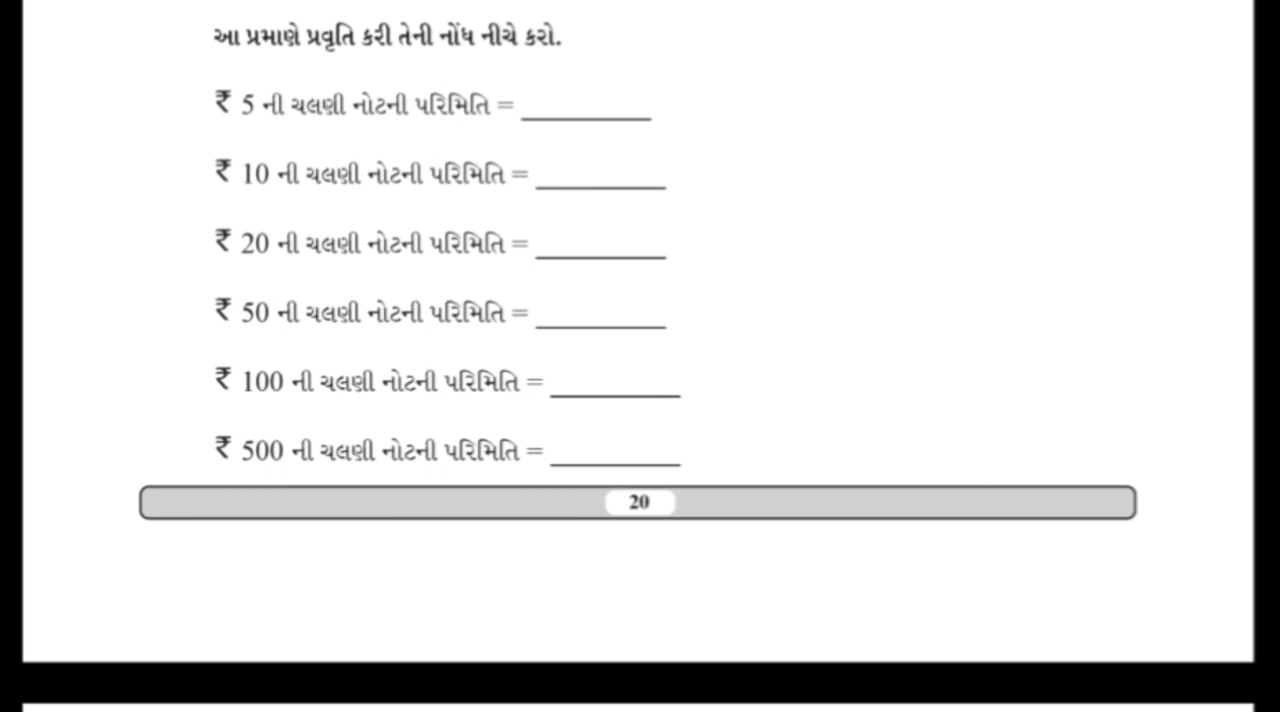 આ પ્રમાણે પ્રવૃતિ કરી તેની નોંધ નીચે કરો.
₹ 5 ની ચલણી નોટની પરિમિતિ = _________
₹ 10 ની ચલણી નોટની પરિમિતિ = _________
₹ 20 ની ચલણી નોટની પરિમિતિ = _________
₹ 50 ની ચલણી નોટની પરિમિતિ = _________
₹ 100 ની ચલણી નોટની પરિમિતિ = _________
₹ 500 ની ચલણી નોટની પરિમિતિ = _________
20